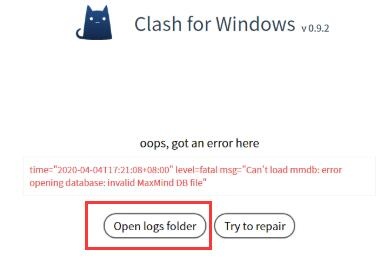 Clash for Windows v 0.9.2
oops, got an error here
time="2020-04-04T17:21:08+08:00" level=fatal msg="Can't load mmdb: error
opening database: invalid MaxMind DB file"
Open logs folder Try to repair